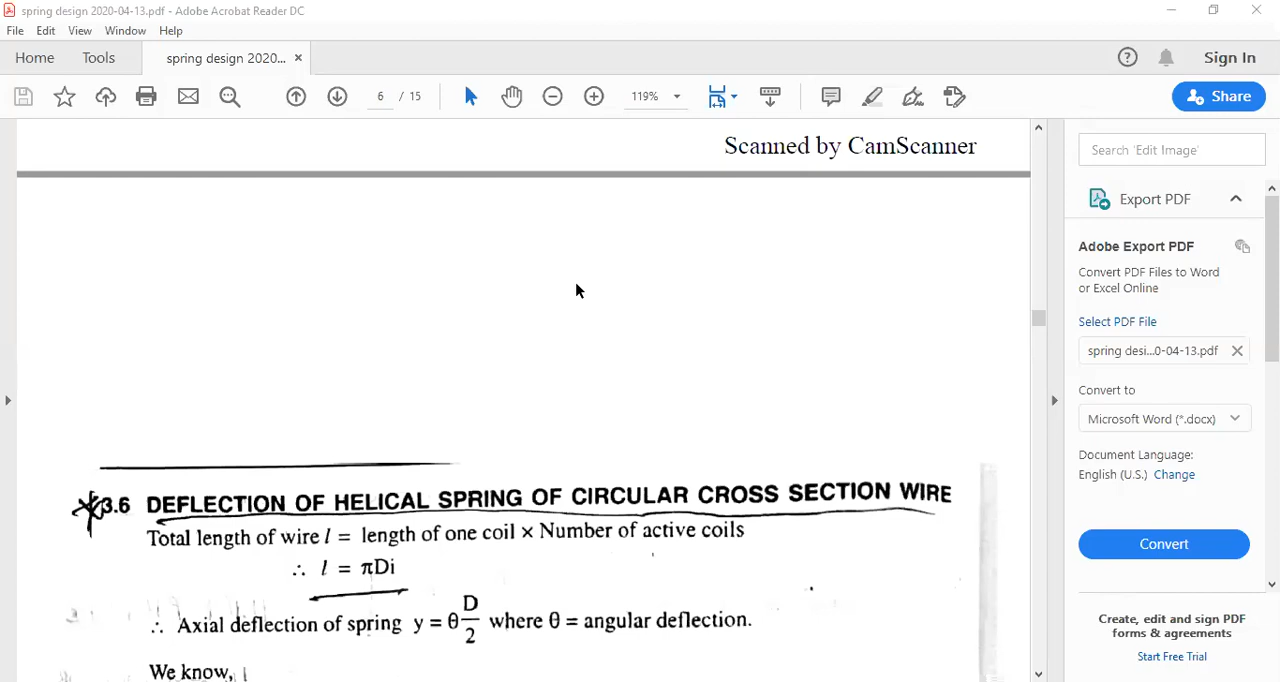 spring design 2020-04-13.pdf - Adobe Acrobat Reader DC
File Edit View Window Help
Home Tools spring design 2020... × Sign In
6 / 15 119% Share
Scanned by CamScanner
3.6 DEFLECTION OF HELICAL SPRING OF CIRCULAR CROSS SECTION WIRE
Total length of wire l = length of one coil × Number of active coils
∴ l = πDi
∴ Axial deflection of spring y = θ D/2 where θ = angular deflection.
We know,
Search 'Edit Image'
Export PDF
Adobe Export PDF
Convert PDF Files to Word
or Excel Online
Select PDF File
spring desi...0-04-13.pdf
Convert to
Microsoft Word (*.docx)
Document Language:
English (U.S.) Change
Convert
Create, edit and sign PDF
forms & agreements
Start Free Trial